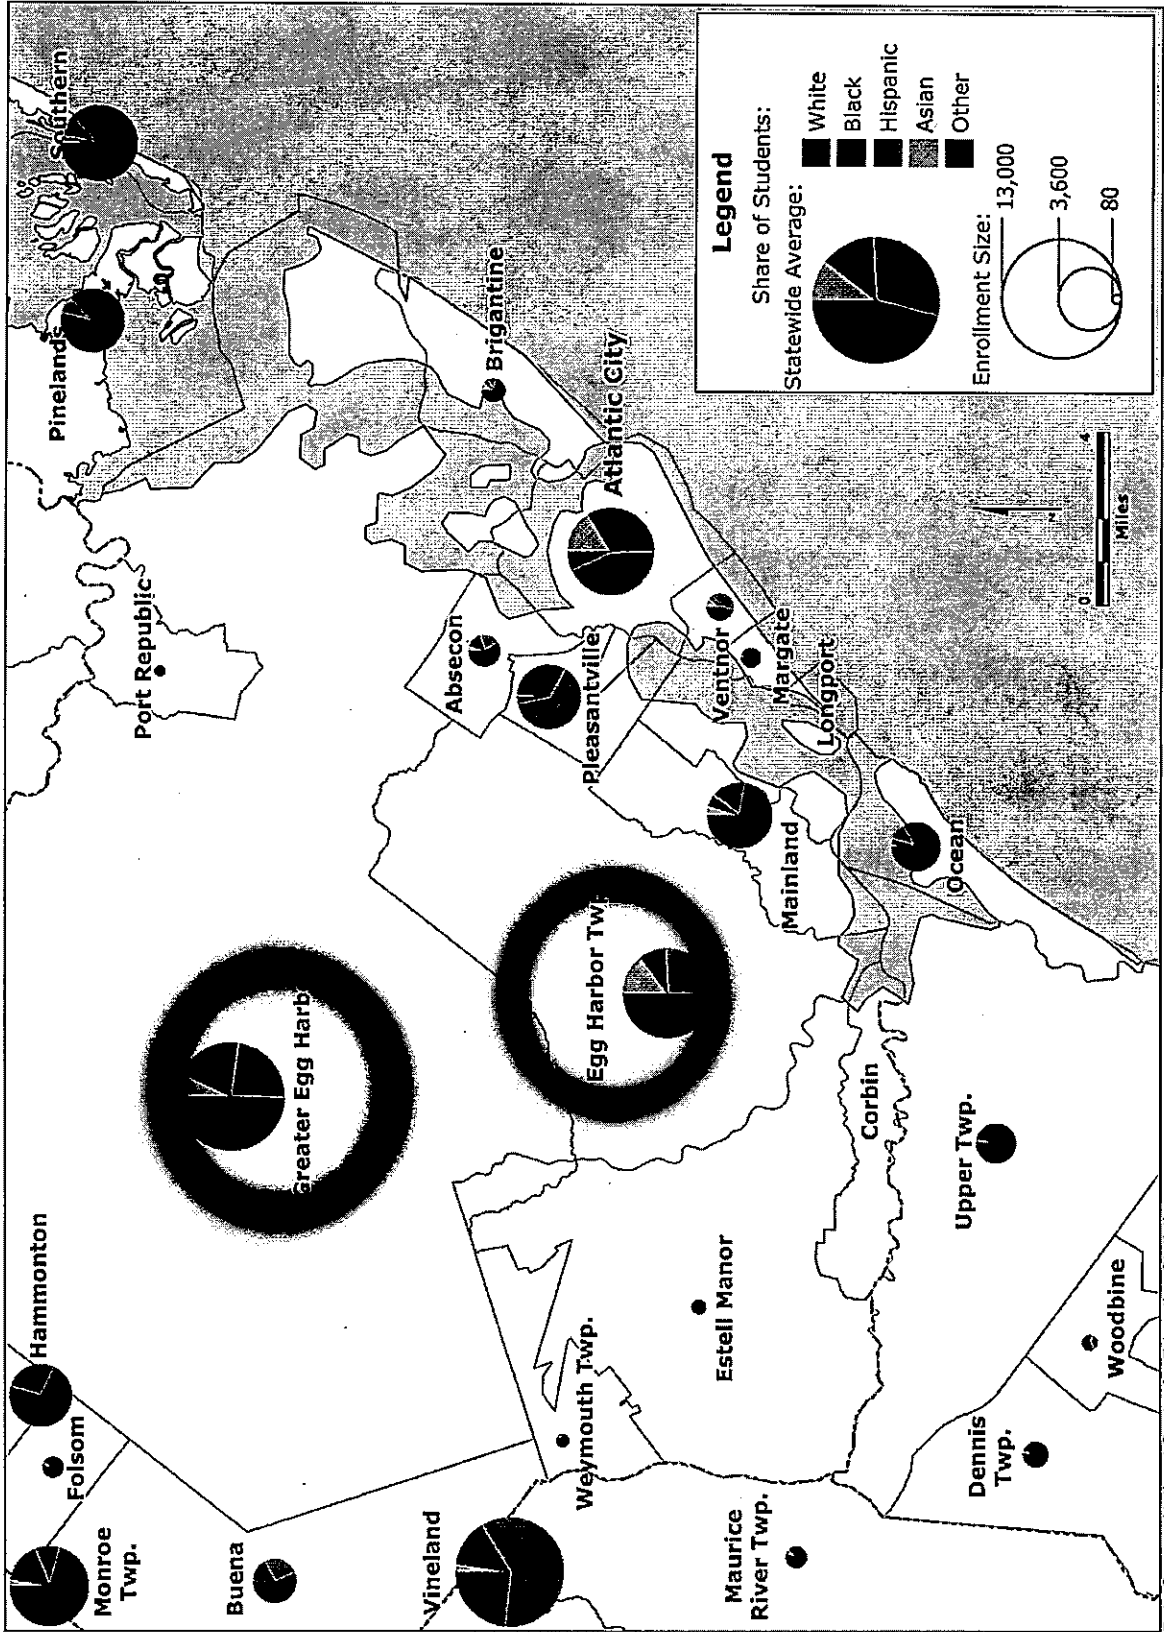 Southern
Pinelands
Port Republic
Brigantine
Atlantic City
Absecon
Pleasantville
Ventnor
Margate
Longport
Mainland
Ocean
Egg Harbor Tw
reater Egg Harb
Corbin
Upper Twp.
Hammonton
Folsom
Monroe
Twp.
Buena
Vineland
Weymouth Twp.
Estell Manor
Maurice
River Twp.
Dennis
Twp.
Woodbine
Legend
Share of Students:
Statewide Average:
White
Black
Hispanic
Asian
Other
Enrollment Size:
13,000
3,600
80
0 4
Miles